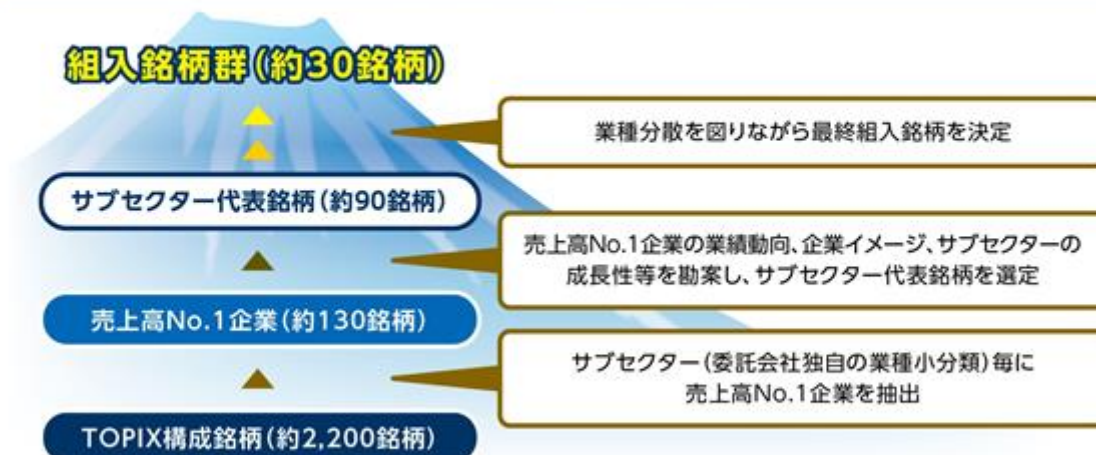 組入銘柄群(約30銘柄)
業種分散を図りながら最終組入銘柄を決定
サブセクター代表銘柄(約90銘柄)
売上高No.1企業の業績動向、企業イメージ、サブセクターの
成長性等を勘案し、サブセクター代表銘柄を選定
売上高No.1企業(約130銘柄)
サブセクター(委託会社独自の業種小分類)毎に
売上高No.1企業を抽出
TOPIX構成銘柄(約2,200銘柄)